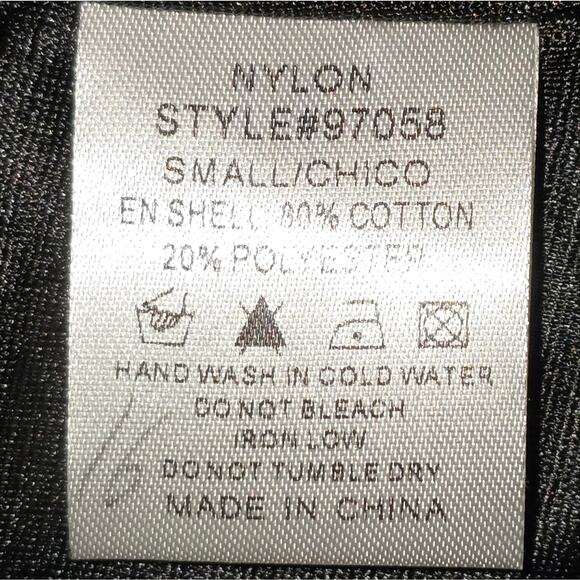 NYLON
STYLE#97058
SMALL/CHICO
EN SHELL: 80% COTTON
20% POLYESTER
HAND WASH IN COLD WATER
DO NOT BLEACH
IRON LOW
DO NOT TUMBLE DRY
MADE IN CHINA